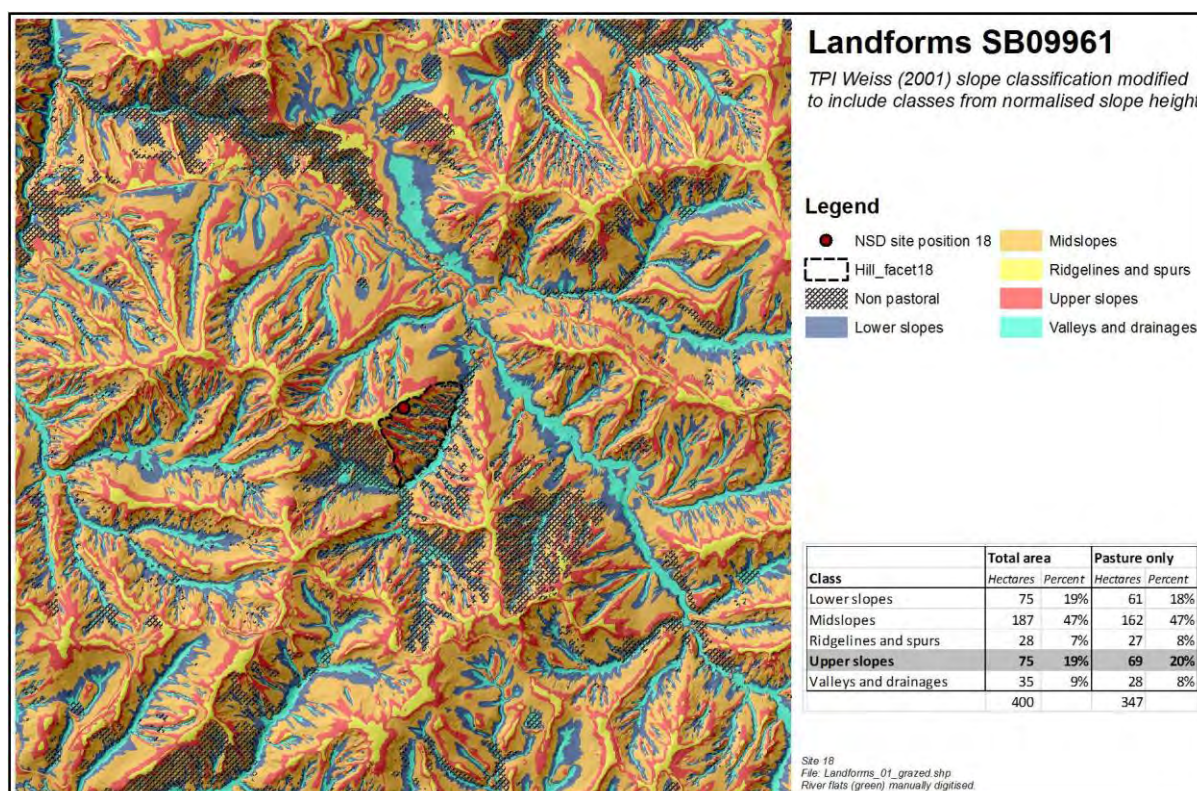 Landforms SB09961
TPI Weiss (2001) slope classification modified
to include classes from normalised slope height
Legend
NSD site position 18
Hill_facet18
Non pastoral
Lower slopes
Midslopes
Ridgelines and spurs
Upper slopes
Valleys and drainages
Total area Pasture only
Class Hectares Percent Hectares Percent
Lower slopes 75 19% 61 18%
Midslopes 187 47% 162 47%
Ridgelines and spurs 28 7% 27 8%
Upper slopes 75 19% 69 20%
Valleys and drainages 35 9% 28 8%
400 347
Site 18
File: Landforms_01_grazed.shp
River flats (green) manually digitised.